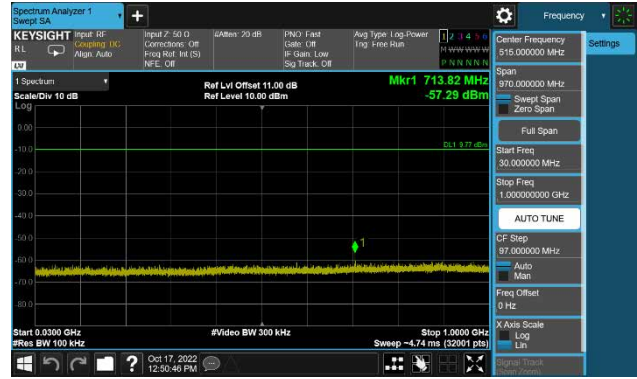 Spectrum Analyzer 1
Swept SA
+
Frequency
KEYSIGHT
Input: RF
Input Z: 50 Ω
#Atten: 20 dB
PNO: Fast
Avg Type: Log-Power
1 2 3 4 5 6
RL
Coupling: DC
Corrections: Off
Gate: Off
Trig: Free Run
M W W W W W
Align: Auto
Freq Ref: Int (S)
IF Gain: Low
P N N N N N
NFE: Off
Sig Track: Off
LXI
Center Frequency
515.000000 MHz
Settings
1 Spectrum
Ref Lvl Offset 11.00 dB
Mkr1 713.82 MHz
Scale/Div 10 dB
Ref Level 10.00 dBm
-57.29 dBm
Log
0.00
-10.0
DL1 -9.77 dBm
-20.0
-30.0
-40.0
-50.0
1
-60.0
-70.0
-80.0
Start 0.0300 GHz
#Video BW 300 kHz
Stop 1.0000 GHz
#Res BW 100 kHz
Sweep ~4.74 ms (32001 pts)
Span
970.000000 MHz
Swept Span
Zero Span
Full Span
Start Freq
30.000000 MHz
Stop Freq
1.000000000 GHz
AUTO TUNE
CF Step
97.000000 MHz
Auto
Man
Freq Offset
0 Hz
X Axis Scale
Log
Lin
Signal Track
(Span Zoom)
?
Oct 17, 2022
12:50:46 PM